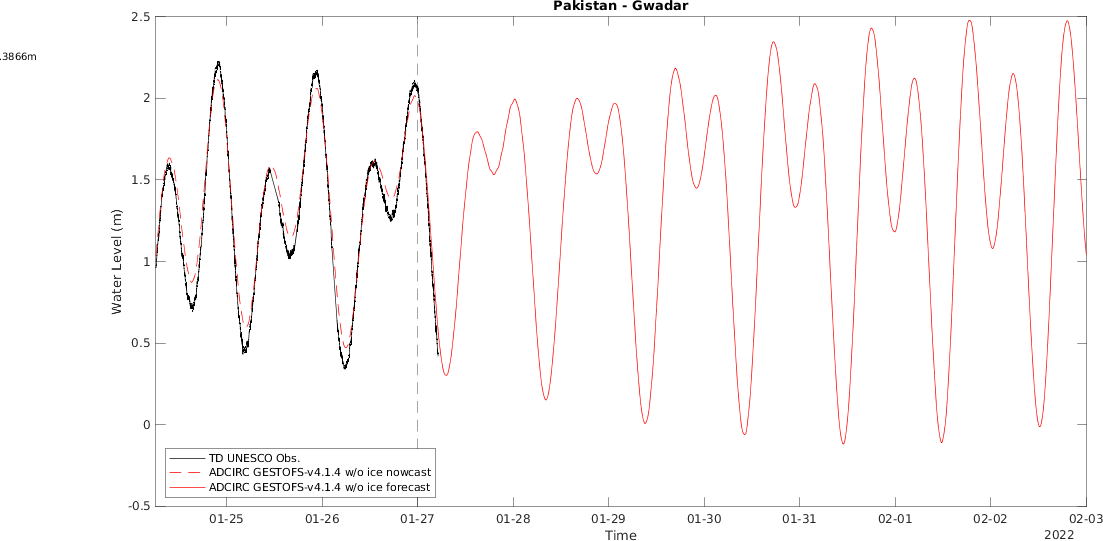 Pakistan - Gwadar
.3866m
2.5
2
1.5
1
0.5
0
-0.5
Water Level (m)
TD UNESCO Obs.
ADCIRC GESTOFS-v4.1.4 w/o ice nowcast
ADCIRC GESTOFS-v4.1.4 w/o ice forecast
01-25 01-26 01-27 01-28 01-29 01-30 01-31 02-01 02-02 02-03
Time
2022